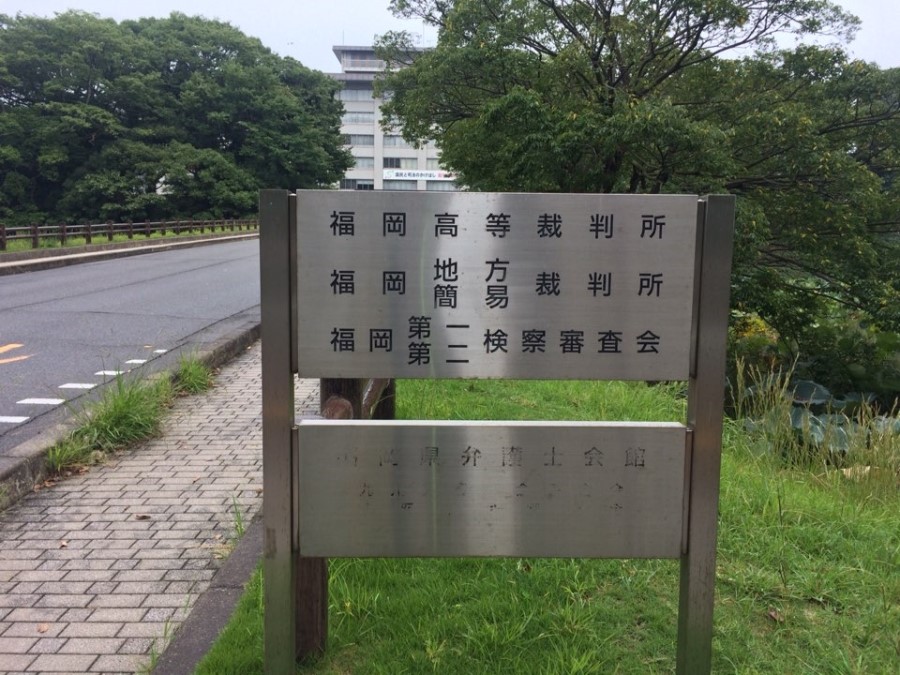 福岡高等裁判所
福岡地方裁判所
簡易
福岡第一検察審査会
第二
岡県弁護士会館